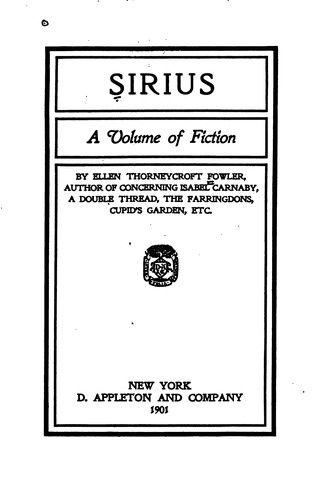 SIRIUS
A Volume of Fiction
BY ELLEN THORNEYCROFT FOWLER,
AUTHOR OF CONCERNING ISABEL CARNABY,
A DOUBLE THREAD, THE FARRINGDONS,
CUPID'S GARDEN, ETC.
NEW YORK
D. APPLETON AND COMPANY
1901